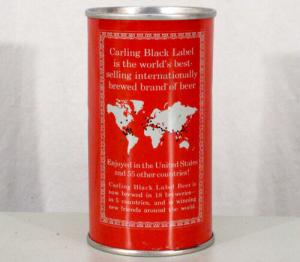 Carling Black Label
is the world's best-
selling internationally
brewed brand of beer
Enjoyed in the United States
and 55 other countries!
Carling Black Label Beer is
now brewed in 18 breweries—
in 5 countries, and is winning
new friends around the world.